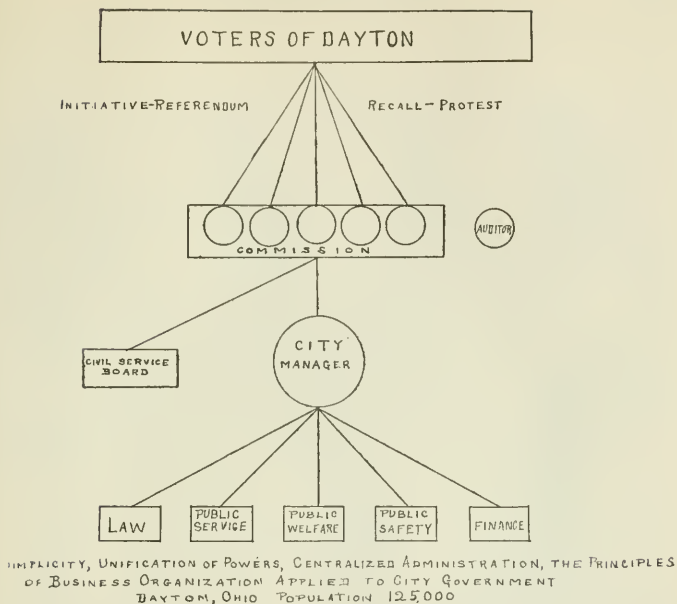 VOTERS OF DAYTON
INITIATIVE-REFERENDUM
RECALL-PROTEST
COMMISSION
AUDITOR
CIVIL SERVICE
BOARD
CITY
MANAGER
LAW
PUBLIC
SERVICE
PUBLIC
WELFARE
PUBLIC
SAFETY
FINANCE
IMPLICITY, UNIFICATION OF POWERS, CENTRALIZED ADMINISTRATION, THE PRINCIPLES
OF BUSINESS ORGANIZATION APPLIED TO CITY GOVERNMENT
DAYTOM, OHIO POPULATION 125,000